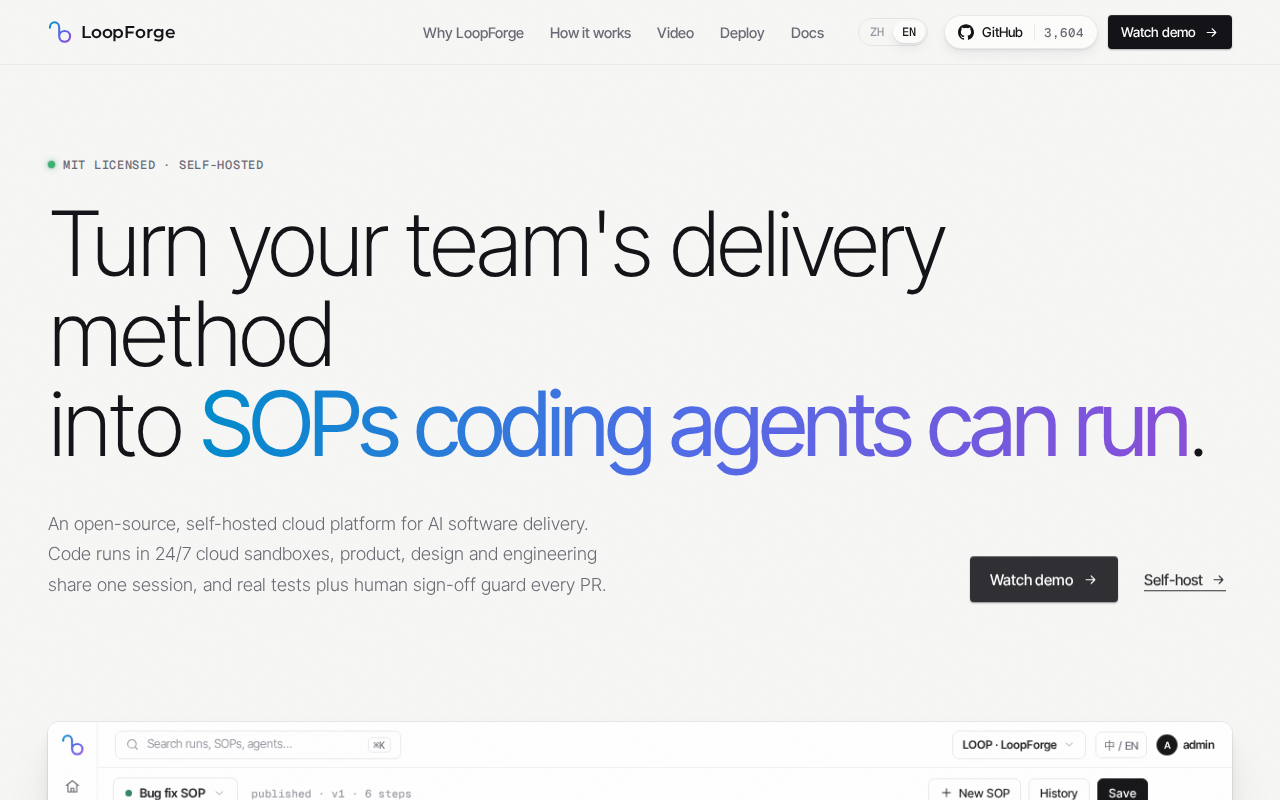 LoopForge
Why LoopForge How it works Video Deploy Docs ZH EN GitHub 3,604 Watch demo →
MIT LICENSED · SELF-HOSTED
Turn your team's delivery
method
into SOPs coding agents can run.
An open-source, self-hosted cloud platform for AI software delivery.
Code runs in 24/7 cloud sandboxes, product, design and engineering
share one session, and real tests plus human sign-off guard every PR.
Watch demo → Self-host →
Search runs, SOPs, agents... ⌘K LOOP · LoopForge 中 / EN A admin
Bug fix SOP published · v1 · 6 steps + New SOP History Save